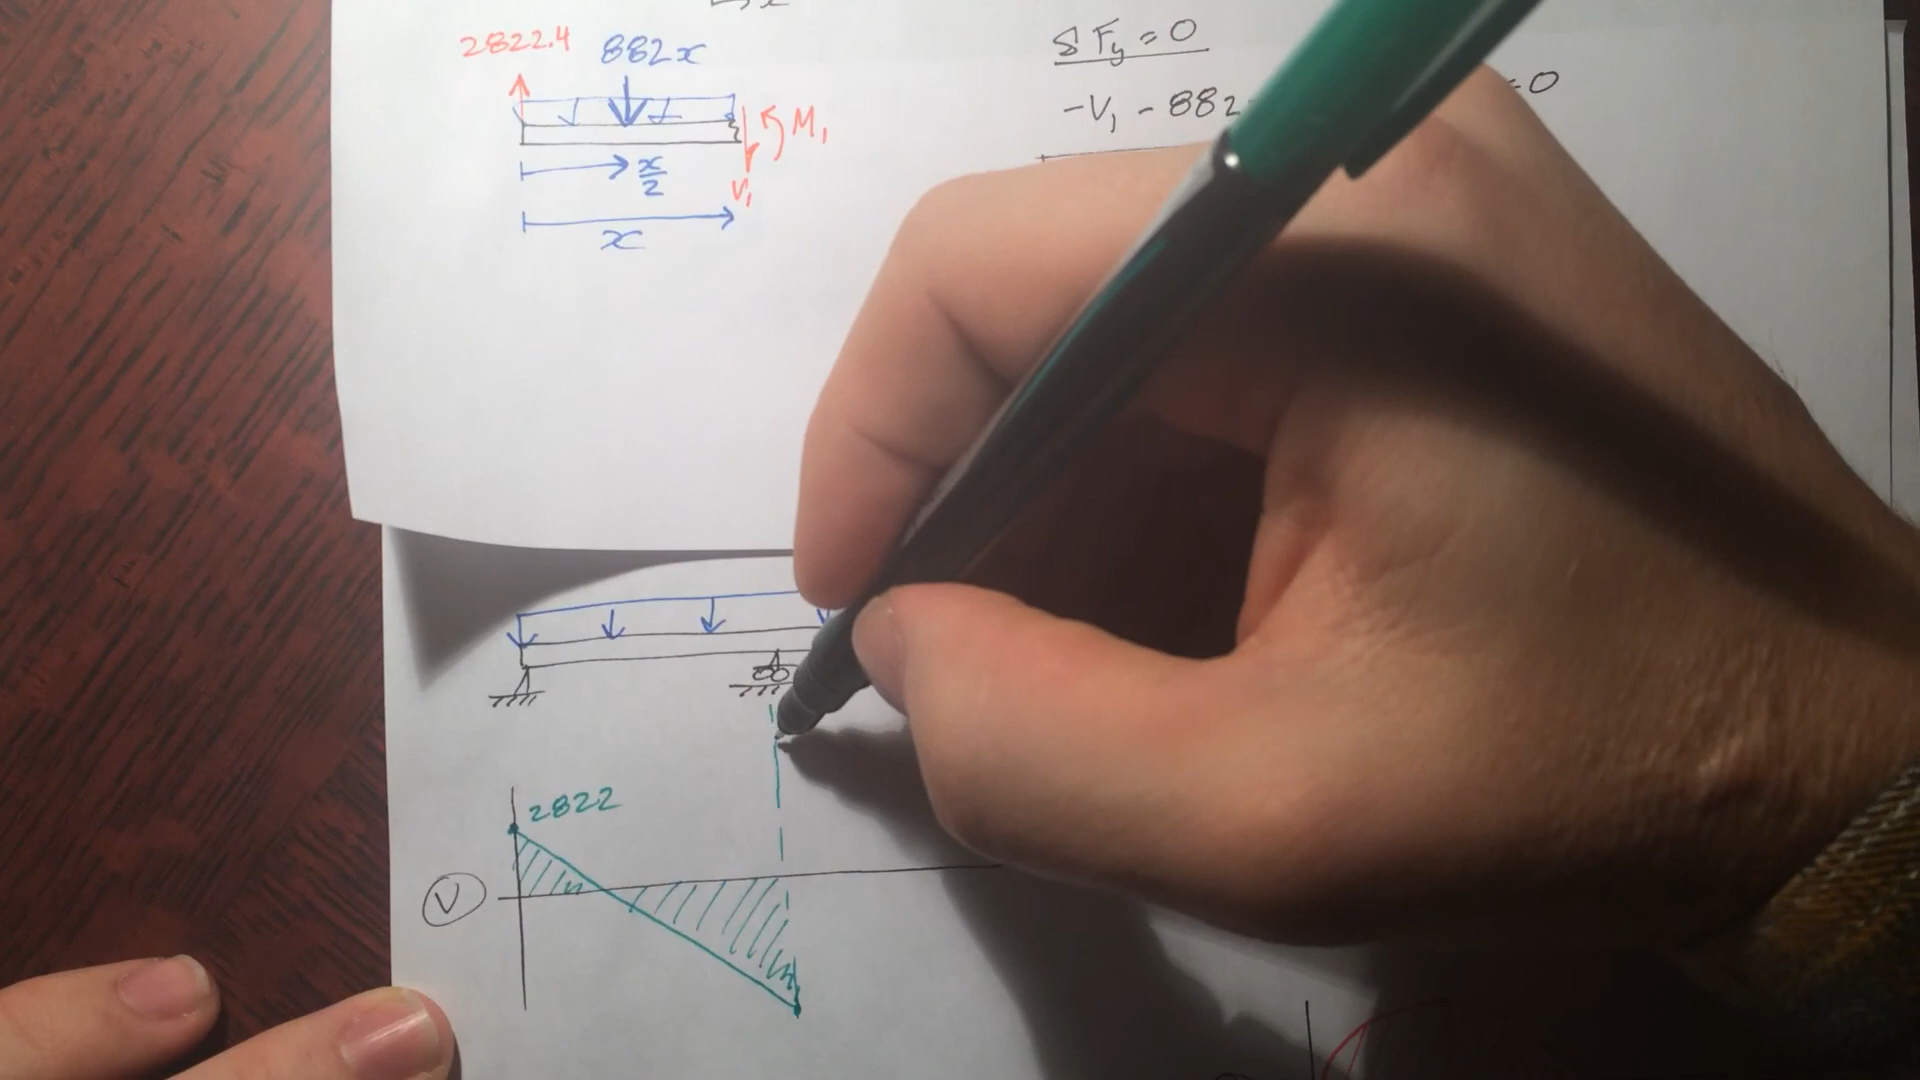 2822.4
882x
M₁
x/2
V₁
x
ΣFy = 0
-V₁ - 882
=0
2822
V